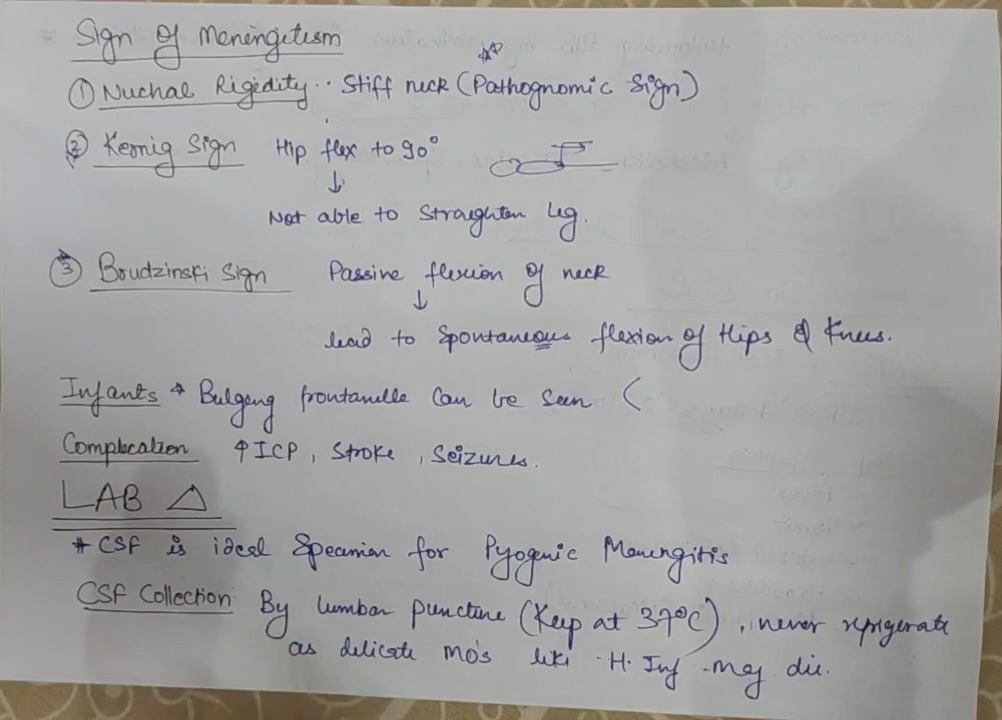 Sign of Meningetism
① Nuchal Rigidity.. Stiff neck (Pathognomic Sign)
② Kernig Sign Hip flex to 90°
↓
Not able to Straighten leg.
③ Broudzinski Sign Passive flexion of neck
↓
lead to Spontaneous flexion of Hips & Knees.
Infants → Bulging frontanelle Can be Seen (
Complication ↑ICP, Stroke, Seizures.
LAB △
* CSF is ideal Specimen for Pyogenic Meningitis
CSF Collection: By lumbar puncture (Keep at 37°C), never refrigerate
as delicate MO's like H. Inf may die.